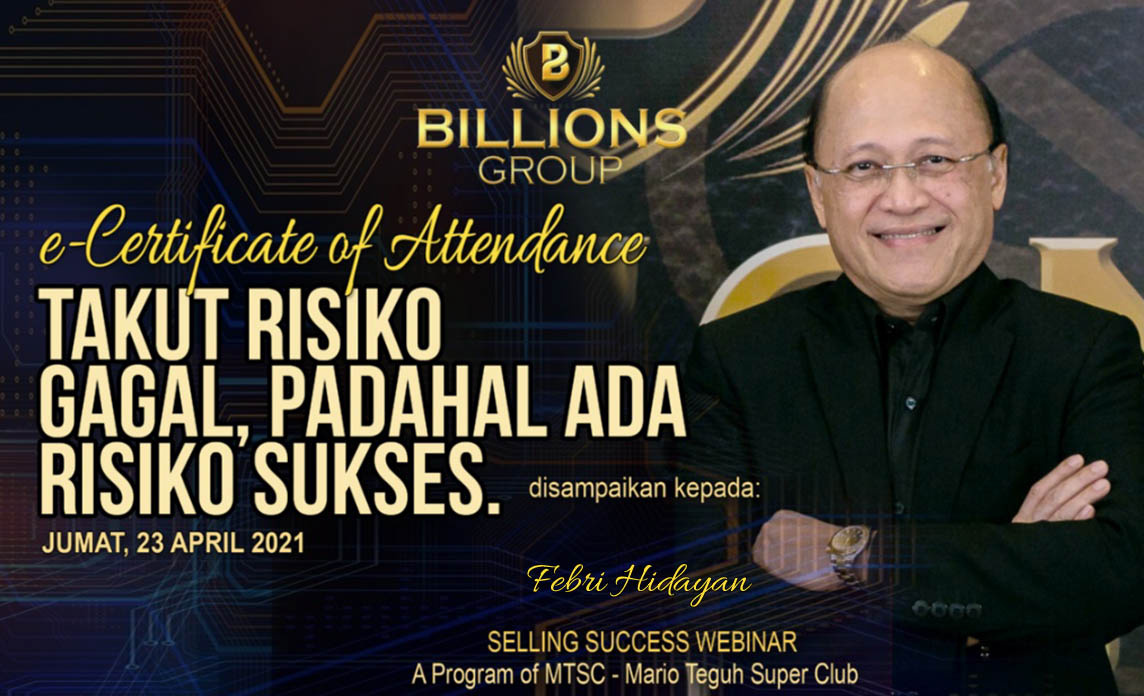 B
BILLIONS
GROUP
e-Certificate of Attendance
TAKUT RISIKO
GAGAL, PADAHAL ADA
RISIKO SUKSES.
disampaikan kepada:
JUMAT, 23 APRIL 2021
Febri Hidayan
SELLING SUCCESS WEBINAR
A Program of MTSC - Mario Teguh Super Club